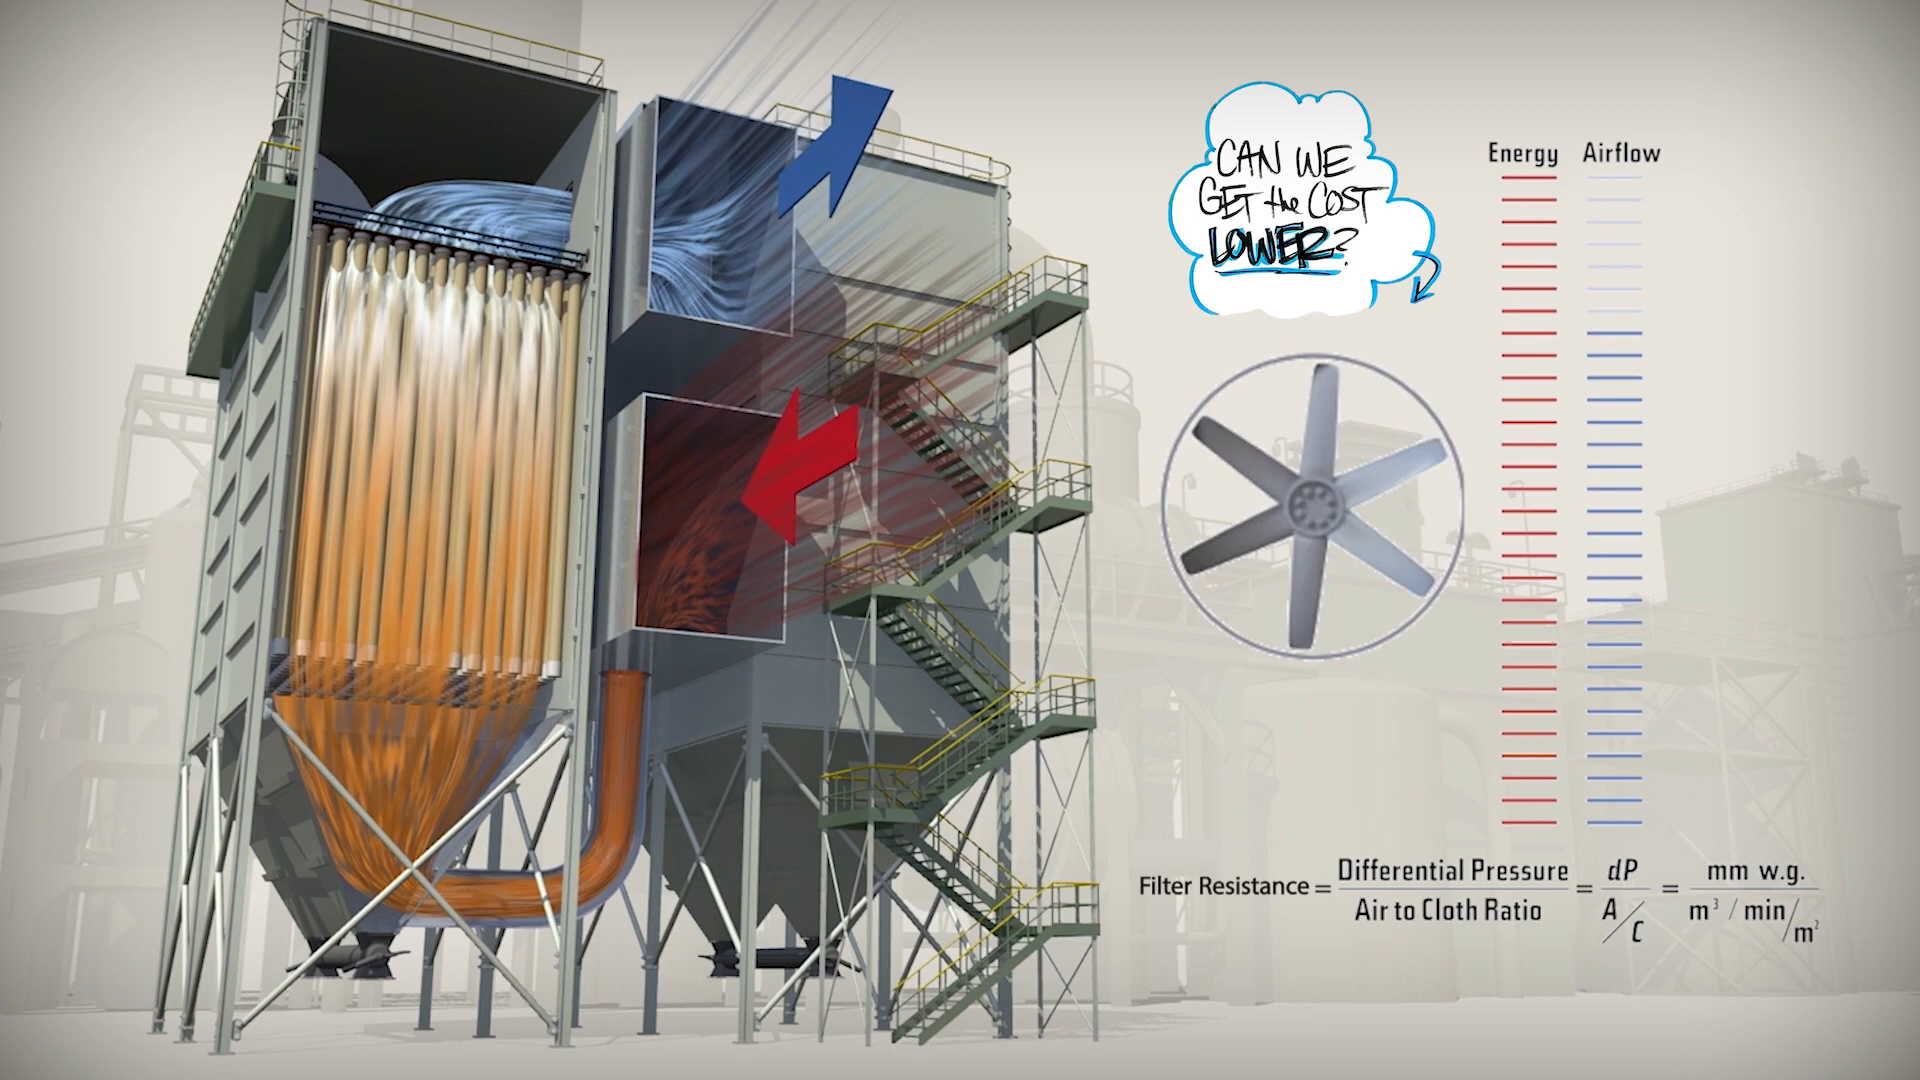 CAN WE
GET the COST
LOWER?
Energy Airflow
Filter Resistance = Differential Pressure / Air to Cloth Ratio = dP / A/C = mm w.g. / m³ / min / m²